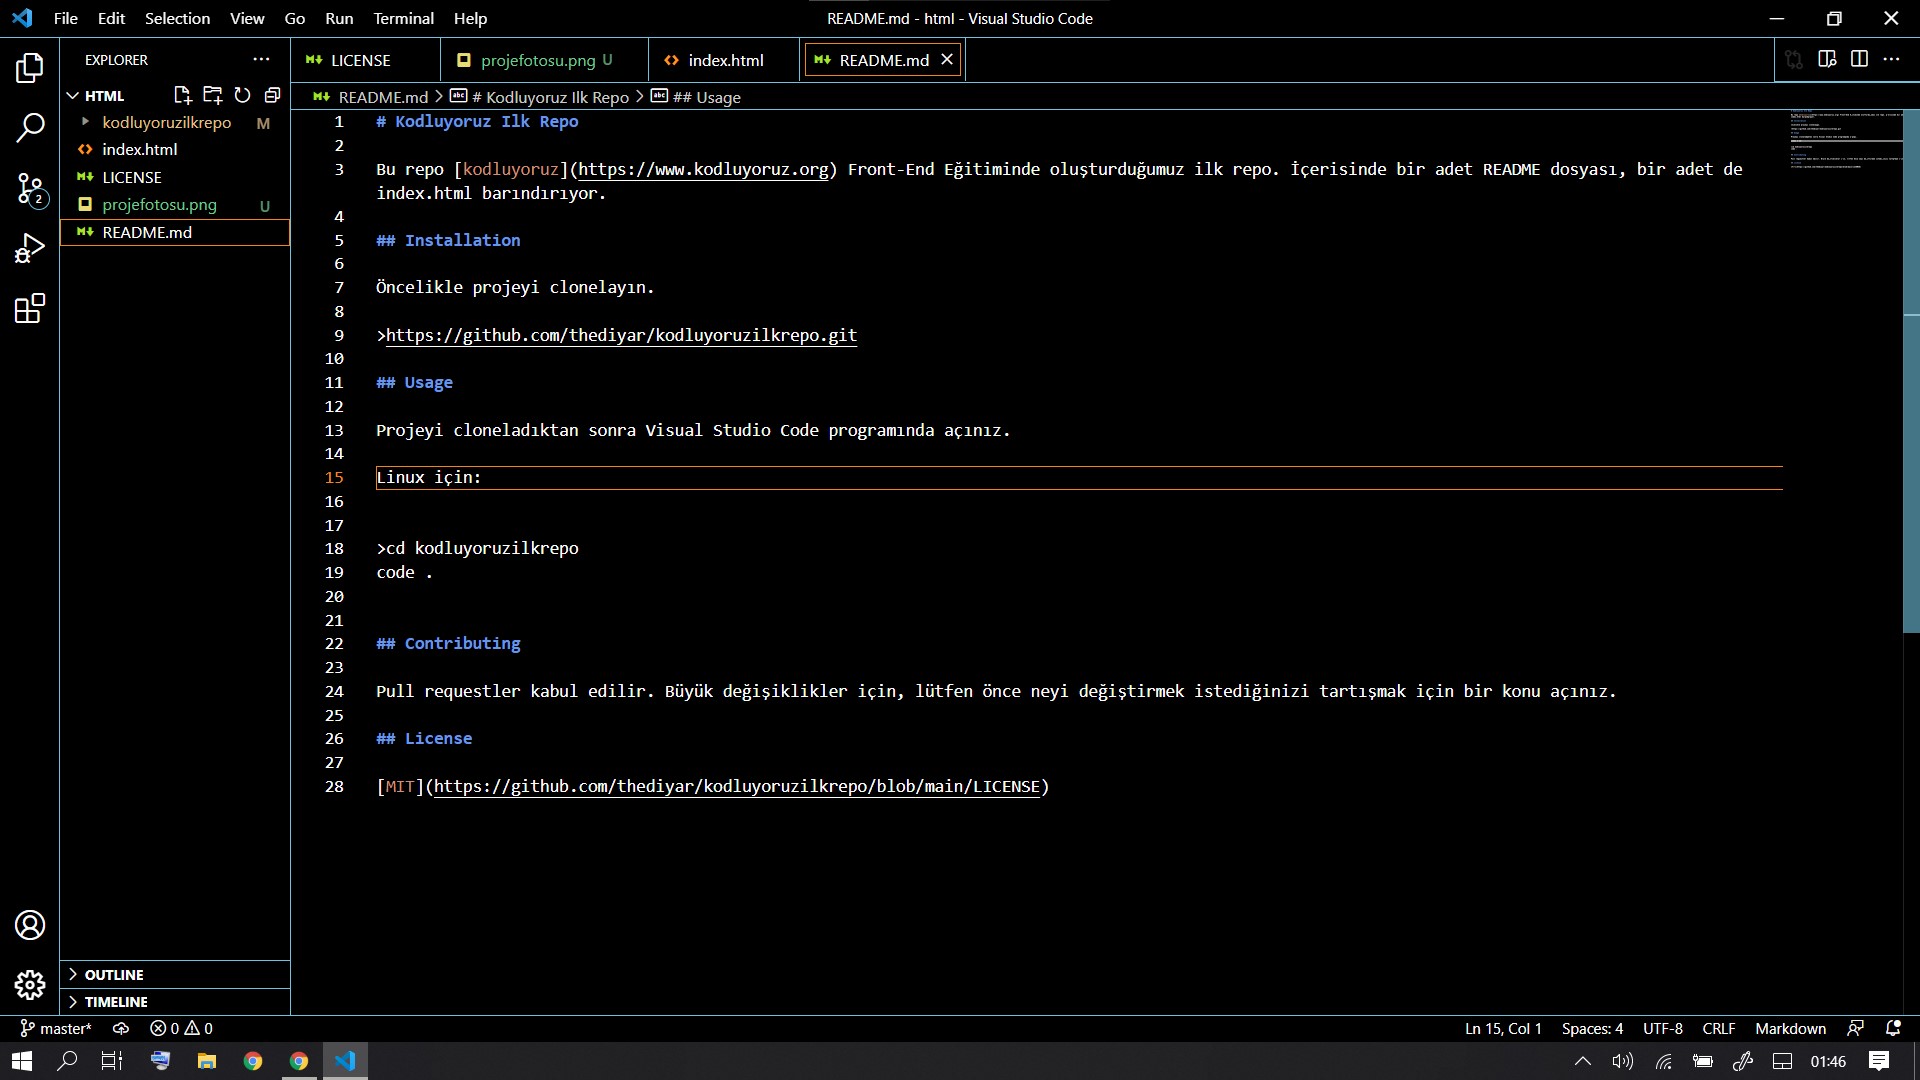 File Edit Selection View Go Run Terminal Help
README.md - html - Visual Studio Code
EXPLORER
LICENSE
projefotosu.png U
index.html
README.md
HTML
README.md > # Kodluyoruz Ilk Repo > ## Usage
kodluyoruzilkrepo M
index.html
LICENSE
projefotosu.png U
README.md
1 # Kodluyoruz Ilk Repo
2
3 Bu repo [kodluyoruz](https://www.kodluyoruz.org) Front-End Eğitiminde oluşturduğumuz ilk repo. İçerisinde bir adet README dosyası, bir adet de
index.html barındırıyor.
4
5 ## Installation
6
7 Öncelikle projeyi clonelayın.
8
9 >https://github.com/thediyar/kodluyoruzilkrepo.git
10
11 ## Usage
12
13 Projeyi cloneladıktan sonra Visual Studio Code programında açınız.
14
15 Linux için:
16
17
18 >cd kodluyoruzilkrepo
19 code .
20
21
22 ## Contributing
23
24 Pull requestler kabul edilir. Büyük değişiklikler için, lütfen önce neyi değiştirmek istediğinizi tartışmak için bir konu açınız.
25
26 ## License
27
28 [MIT](https://github.com/thediyar/kodluyoruzilkrepo/blob/main/LICENSE)
2
OUTLINE
TIMELINE
master* 0 0
Ln 15, Col 1 Spaces: 4 UTF-8 CRLF Markdown
01:46